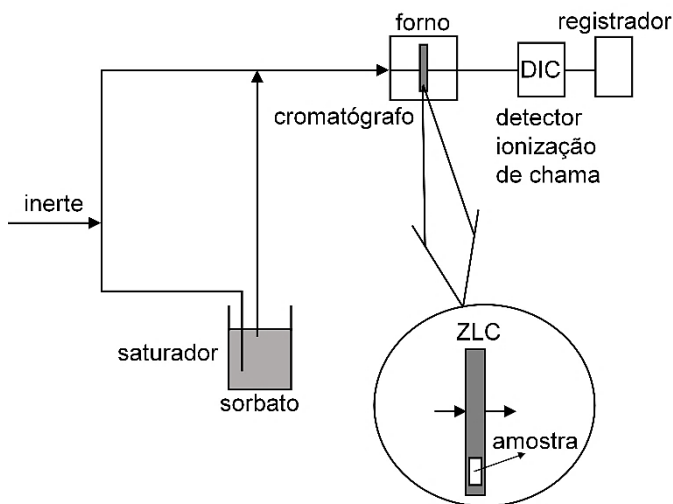 forno
registrador
DIC
cromatógrafo
detector
ionização
de chama
inerte
saturador
sorbato
ZLC
amostra